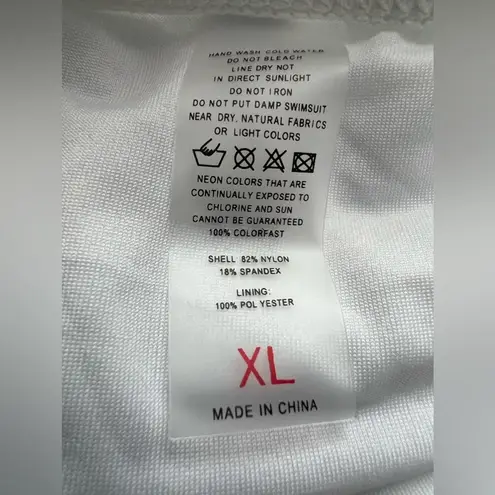 HAND WASH COLD WATER
DO NOT BLEACH
LINE DRY NOT
IN DIRECT SUNLIGHT
DO NOT IRON
DO NOT PUT DAMP SWIMSUIT
NEAR DRY. NATURAL FABRICS
OR LIGHT COLORS
NEON COLORS THAT ARE
CONTINUALLY EXPOSED TO
CHLORINE AND SUN
CANNOT BE GUARANTEED
100% COLORFAST
SHELL 82% NYLON
18% SPANDEX
LINING:
100% POLYESTER
XL
MADE IN CHINA